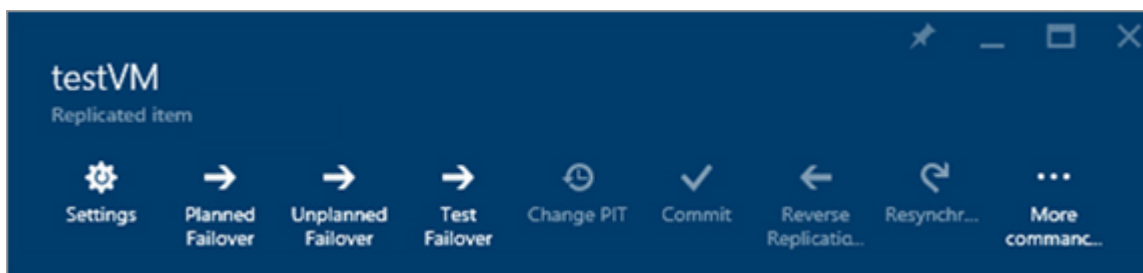 testVM
Replicated item
Settings
Planned
Failover
Unplanned
Failover
Test
Failover
Change PIT
Commit
Reverse
Replicatio...
Resynchr...
More
commanc...